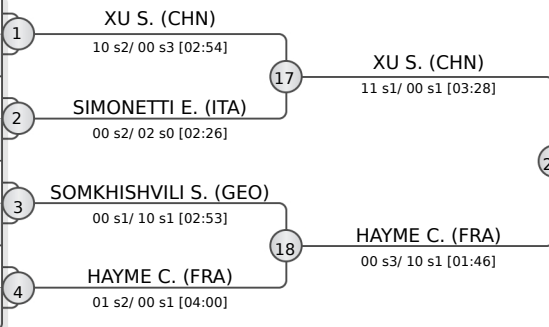 1
XU S. (CHN)
10 s2/ 00 s3 [02:54]
17
XU S. (CHN)
11 s1/ 00 s1 [03:28]
2
SIMONETTI E. (ITA)
00 s2/ 02 s0 [02:26]
3
SOMKHISHVILI S. (GEO)
00 s1/ 10 s1 [02:53]
18
HAYME C. (FRA)
00 s3/ 10 s1 [01:46]
4
HAYME C. (FRA)
01 s2/ 00 s1 [04:00]